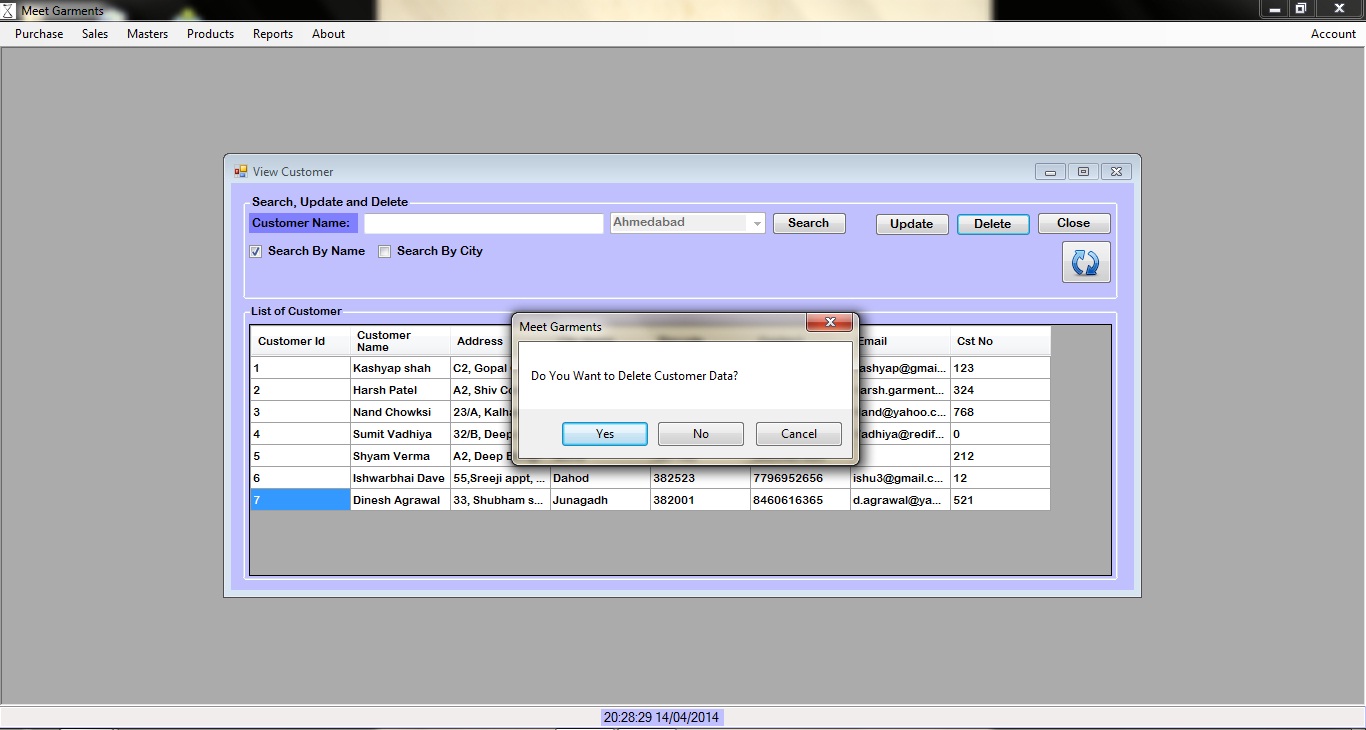 Meet Garments
Purchase Sales Masters Products Reports About Account
View Customer
Search, Update and Delete
Customer Name: Ahmedabad Search Update Delete Close
Search By Name Search By City
List of Customer
Meet Garments
Do You Want to Delete Customer Data?
Yes No Cancel
Customer Id Customer Name Address Email Cst No
1 Kashyap shah C2, Gopal ashyap@gmai... 123
2 Harsh Patel A2, Shiv arsh.garment... 324
3 Nand Chowksi 23/A, and@yahoo.c... 768
4 Sumit Vadhiya 32/B, Deep adhiya@redif... 0
5 Shyam Verma A2, Deep 212
6 Ishwarbhai Dave 55,Sreeji appt, ... Dahod 382523 7796952656 ishu3@gmail.c... 12
7 Dinesh Agrawal 33, Shubham s... Junagadh 382001 8460616365 d.agrawal@ya... 521
20:28:29 14/04/2014